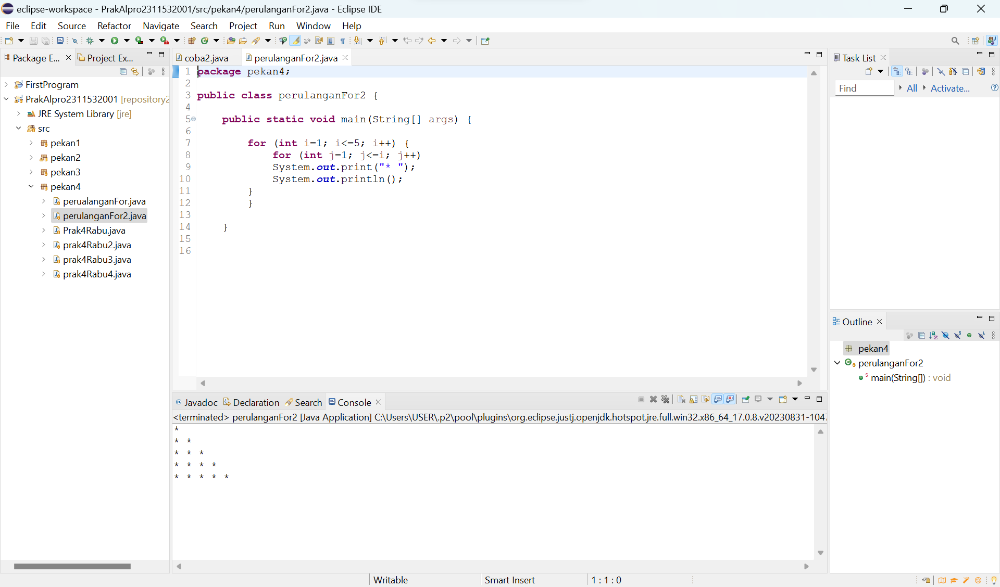 eclipse-workspace - PrakAlpro2311532001/src/pekan4/perulanganFor2.java - Eclipse IDE
File Edit Source Refactor Navigate Search Project Run Window Help
Package E... Project Ex...
FirstProgram
PrakAlpro2311532001 [repository2
JRE System Library [jre]
src
pekan1
pekan2
pekan3
pekan4
perualanganFor.java
perulanganFor2.java
Prak4Rabu.java
prak4Rabu2.java
prak4Rabu3.java
prak4Rabu4.java
coba2.java perulanganFor2.java
1 package pekan4;
2
3 public class perulanganFor2 {
4
5 public static void main(String[] args) {
6
7 for (int i=1; i<=5; i++) {
8 for (int j=1; j<=i; j++)
9 System.out.print("* ");
10 System.out.println();
11 }
12 }
13
14 }
15
16
Javadoc Declaration Search Console
<terminated> perulanganFor2 [Java Application] C:\Users\USER\.p2\pool\plugins\org.eclipse.justj.openjdk.hotspot.jre.full.win32.x86_64_17.0.8.v20230831-1047
*
* *
* * *
* * * *
* * * * *
Task List
Find All Activate...
Outline
pekan4
perulanganFor2
main(String[]) : void
Writable Smart Insert 1 : 1 : 0